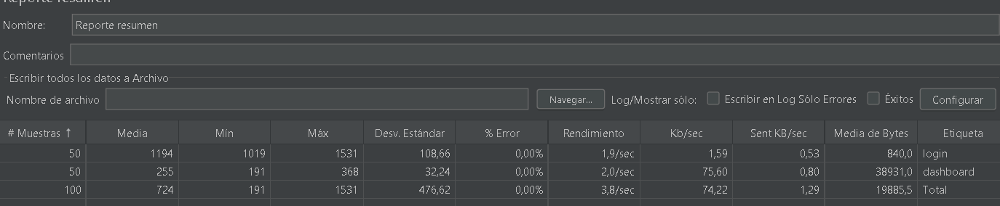 Reporte resumen
Nombre: Reporte resumen
Comentarios
Escribir todos los datos a Archivo
Nombre de archivo Navegar... Log/Mostrar sólo: Escribir en Log Sólo Errores Éxitos Configurar
# Muestras ↑ Media Mín Máx Desv. Estándar % Error Rendimiento Kb/sec Sent KB/sec Media de Bytes Etiqueta
50 1194 1019 1531 108,66 0,00% 1,9/sec 1,59 0,53 840,0 login
50 255 191 368 32,24 0,00% 2,0/sec 75,60 0,80 38931,0 dashboard
100 724 191 1531 476,62 0,00% 3,8/sec 74,22 1,29 19885,5 Total